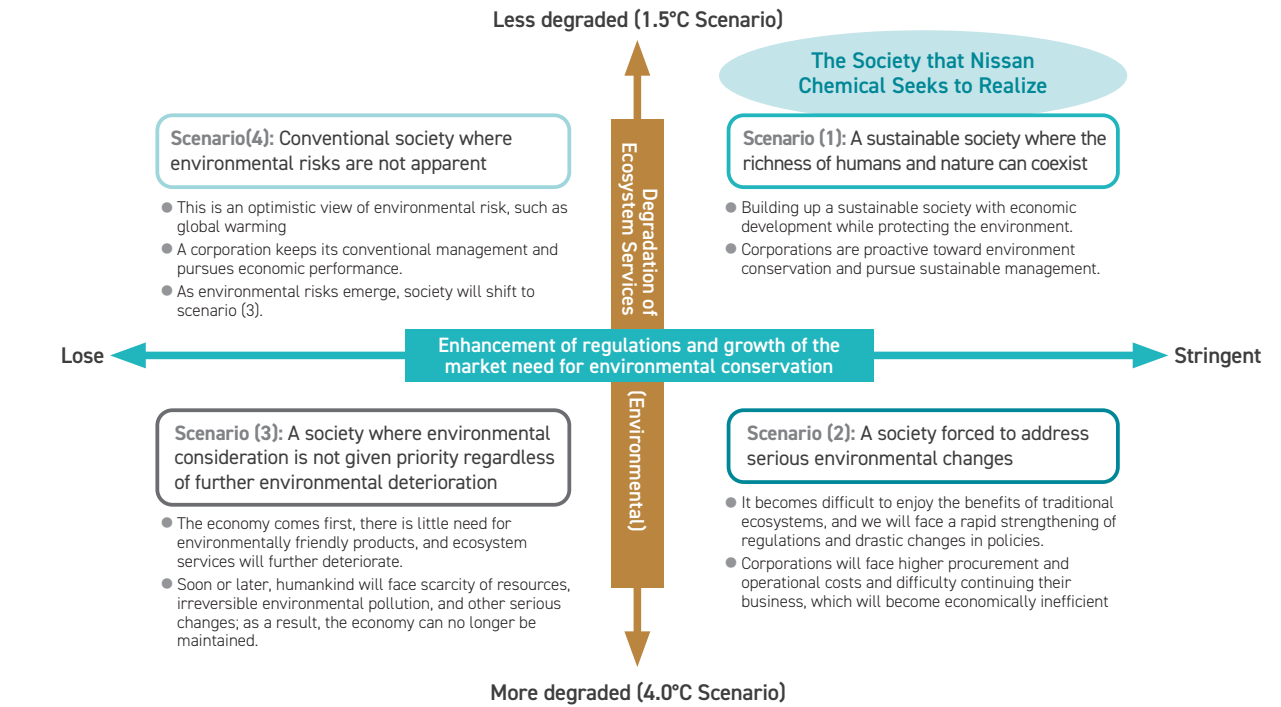 Less degraded (1.5°C Scenario)
The Society that Nissan
Chemical Seeks to Realize
Scenario(4): Conventional society where
environmental risks are not apparent
● This is an optimistic view of environmental risk, such as
global warming
● A corporation keeps its conventional management and
pursues economic performance.
● As environmental risks emerge, society will shift to
scenario (3).
Scenario (1): A sustainable society where the
richness of humans and nature can coexist
● Building up a sustainable society with economic
development while protecting the environment.
● Corporations are proactive toward environment
conservation and pursue sustainable management.
Degradation of
Ecosystem Services
(Environmental)
Lose
Enhancement of regulations and growth of the
market need for environmental conservation
Stringent
Scenario (3): A society where environmental
consideration is not given priority regardless
of further environmental deterioration
● The economy comes first, there is little need for
environmentally friendly products, and ecosystem
services will further deteriorate.
● Soon or later, humankind will face scarcity of resources,
irreversible environmental pollution, and other serious
changes; as a result, the economy can no longer be
maintained.
Scenario (2): A society forced to address
serious environmental changes
● It becomes difficult to enjoy the benefits of traditional
ecosystems, and we will face a rapid strengthening of
regulations and drastic changes in policies.
● Corporations will face higher procurement and
operational costs and difficulty continuing their
business, which will become economically inefficient
More degraded (4.0°C Scenario)